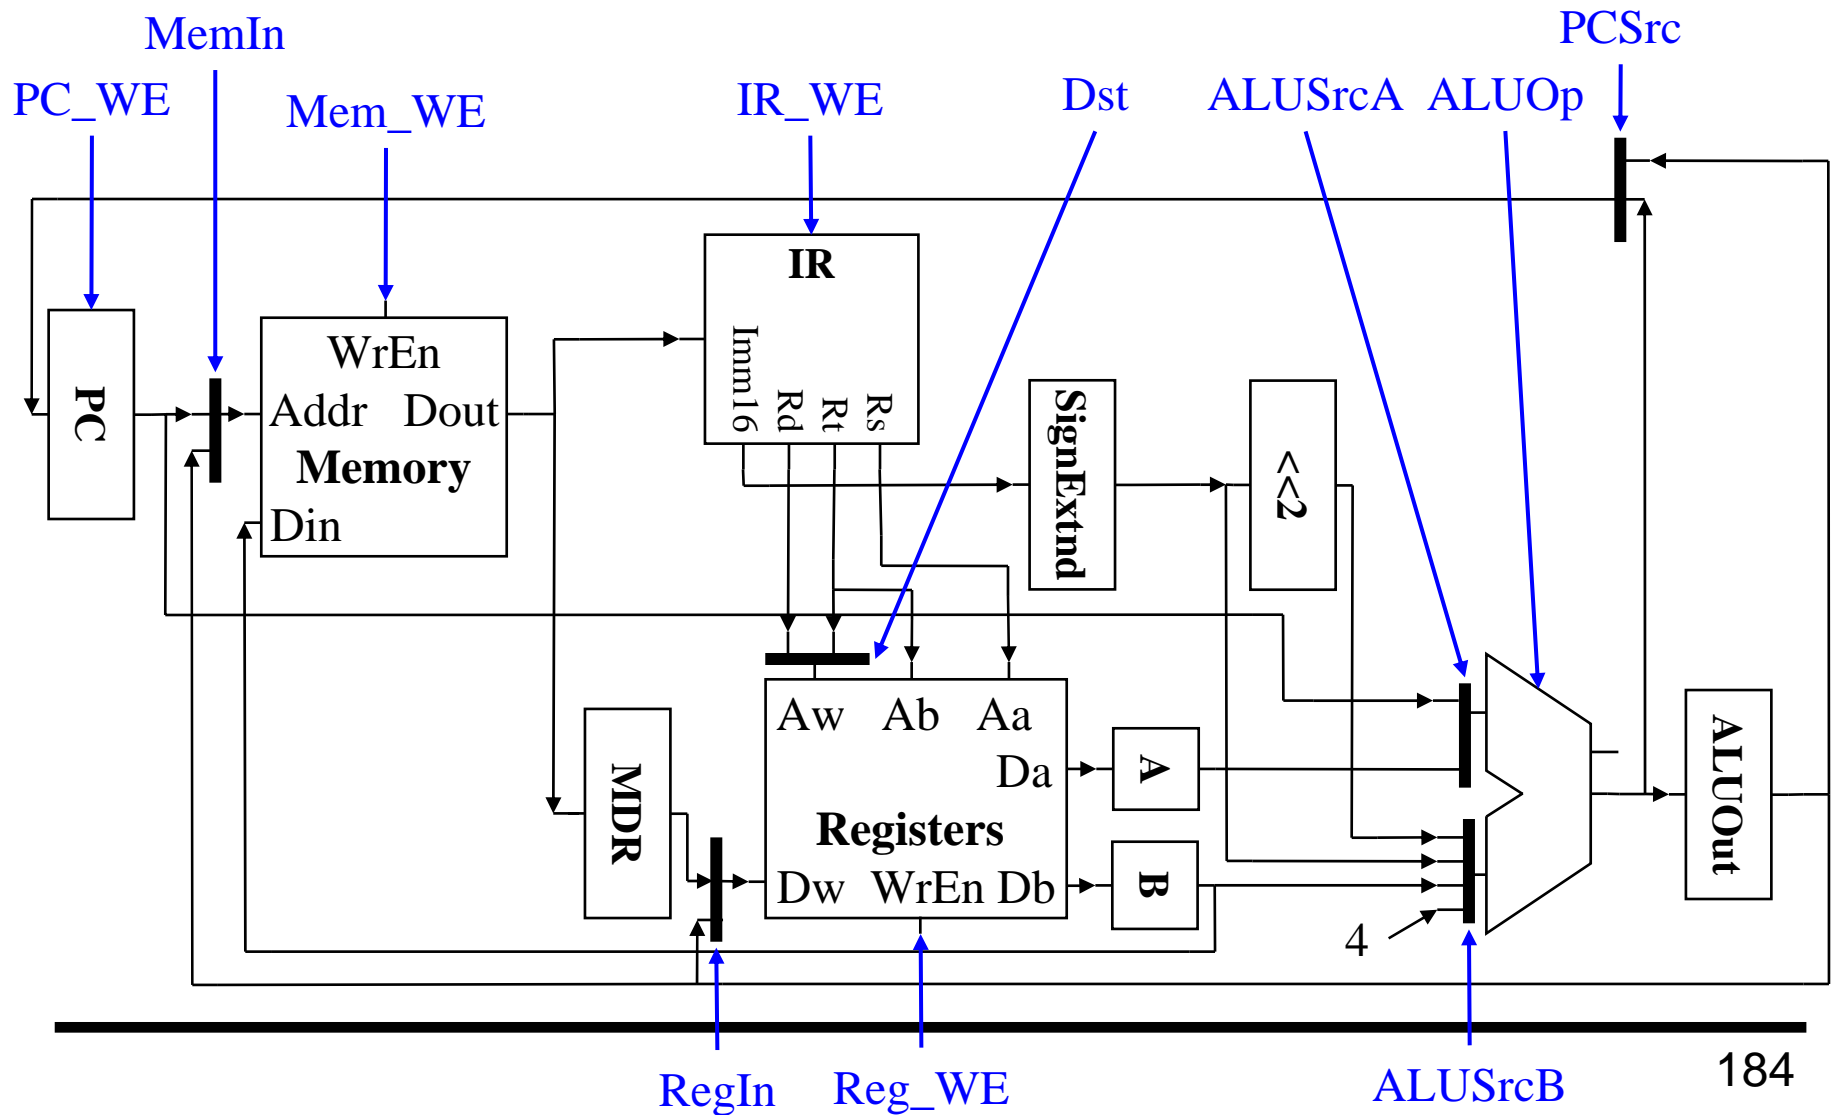 MemIn
PCSrc
PC_WE
Mem_WE
IR_WE
Dst
ALUSrcA
ALUOp
IR
Imm16
Rd
Rt
Rs
PC
WrEn
Addr
Dout
Memory
Din
SignExtnd
<<2
Aw
Ab
Aa
Da
Registers
Dw
WrEn
Db
MDR
A
B
4
ALUOut
RegIn
Reg_WE
ALUSrcB
184